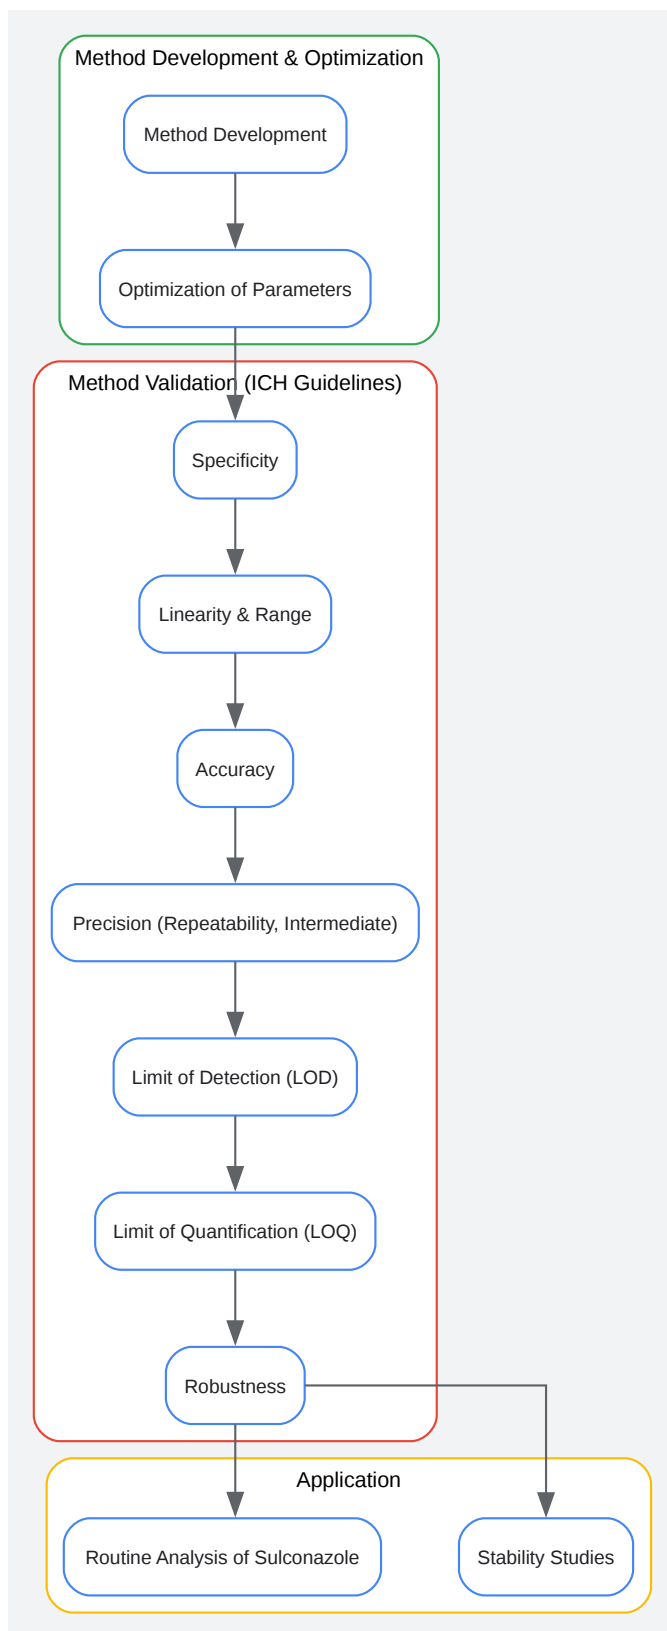 Method Development & Optimization
Method Development
Optimization of Parameters
Method Validation (ICH Guidelines)
Specificity
Linearity & Range
Accuracy
Precision (Repeatability, Intermediate)
Limit of Detection (LOD)
Limit of Quantification (LOQ)
Robustness
Application
Routine Analysis of Sulconazole
Stability Studies